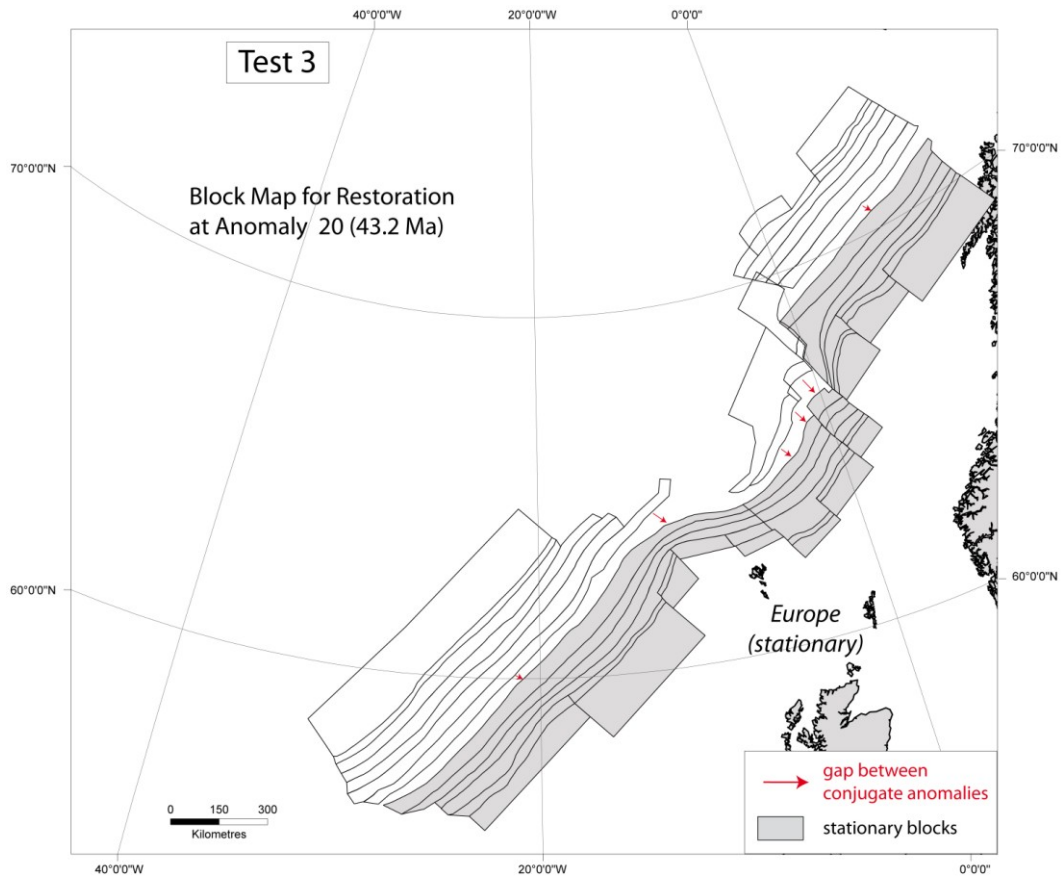 40°0'0"W
20°0'0"W
0°0'0"
Test 3
70°0'0"N
70°0'0"N
Block Map for Restoration
at Anomaly 20 (43.2 Ma)
60°0'0"N
60°0'0"N
Europe
(stationary)
gap between
conjugate anomalies
stationary blocks
0 150 300
Kilometres
40°0'0"W
20°0'0"W
0°0'0"